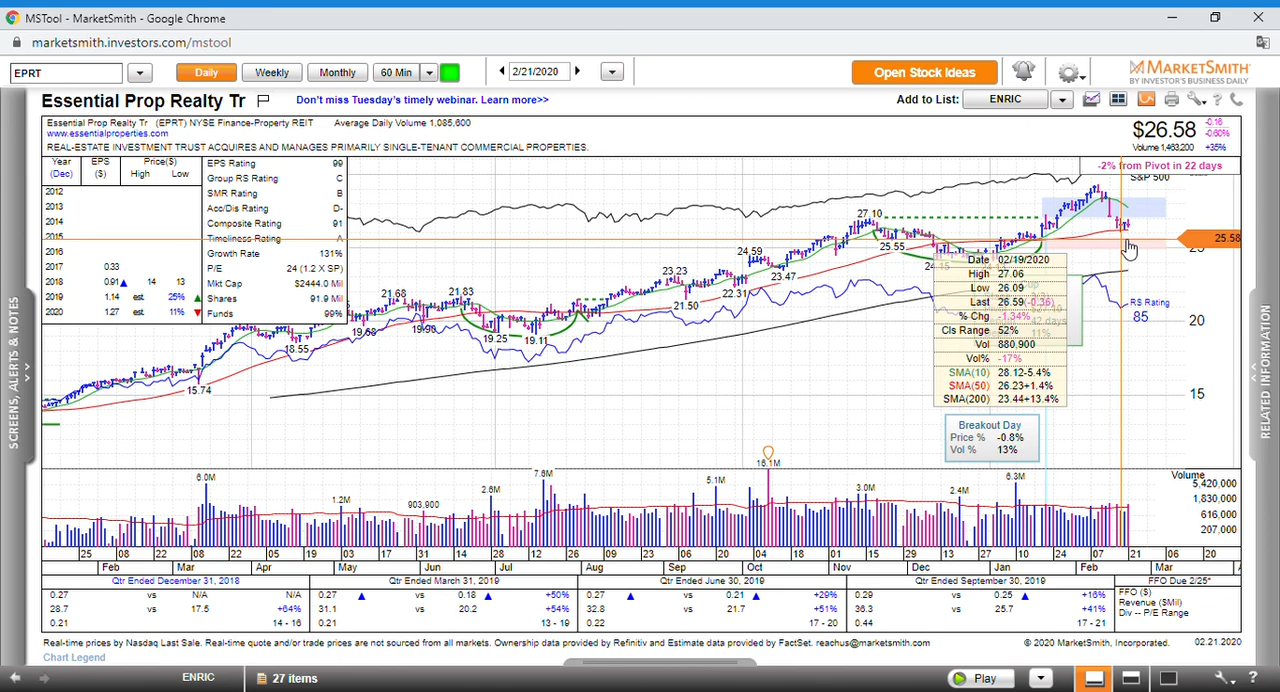 MSTool - MarketSmith - Google Chrome
marketsmith.investors.com/mstool
EPRT Daily Weekly Monthly 60 Min 2/21/2020 Open Stock Ideas MARKETSMITH
BY INVESTOR'S BUSINESS DAILY
Essential Prop Realty Tr Don't miss Tuesday's timely webinar. Learn more>> Add to List: ENRIC
Essential Prop Realty Tr (EPRT) NYSE Finance-Property REIT Average Daily Volume 1,085,600
www.essentialproperties.com
REAL-ESTATE INVESTMENT TRUST ACQUIRES AND MANAGES PRIMARILY SINGLE-TENANT COMMERCIAL PROPERTIES.
$26.58 -0.16
-0.60%
Volume 1,463,200 +35%
Year EPS Price($)
(Dec) ($) High Low
2012
2013
2014
2015
2016
2017 0.33
2018 0.91 14 13
2019 1.14 est. 25%
2020 1.27 est. 11%
EPS Rating 99
Group RS Rating C
SMR Rating B
Acc/Dis Rating D-
Composite Rating 91
Timeliness Rating A
Growth Rate 131%
P/E 24 (1.2 X SP)
Mkt Cap $2444.0 Mil
Shares 91.9 Mil
Funds 99%
-2% from Pivot in 22 days
S&P 500
27.10
25.55
25.58
25
24.59
24.15
23.47
23.23
22.31
21.50
21.68
21.83
19.58
19.96
19.25
19.11
18.55
15.74
20
15
RS Rating
85
Date 02/19/2020
High 27.06
Low 26.09
Last 26.59 -0.36)
% Chg -1.34%
Cls Range 52%
Vol 880,900
Vol% -17%
SMA(10) 28.12-5.4%
SMA(50) 26.23+1.4%
SMA(200) 23.44+13.4%
Breakout Day
Price % -0.8%
Vol % 13%
Volume
5,420,000
1,830,000
616,000
207,000
6.0M 1.2M 903,900 2.6M 7.6M 5.1M 16.1M 3.0M 2.4M 6.3M
25 08 22 08 22 05 19 03 17 31 14 28 12 26 09 23 06 20 04 18 01 15 29 13 27 10 24 07 21 06 20
Feb Mar Apr May Jun Jul Aug Sep Oct Nov Dec Jan Feb Mar
Qtr Ended December 31, 2018 Qtr Ended March 31, 2019 Qtr Ended June 30, 2019 Qtr Ended September 30, 2019 FFO Due 2/25*
0.27 vs N/A N/A 0.27 vs 0.18 +50% 0.27 vs 0.21 +29% 0.29 vs 0.25 +16% FFO ($)
28.7 vs 17.5 +64% 31.1 vs 20.2 +54% 32.8 vs 21.7 +51% 36.3 vs 25.7 +41% Revenue ($Mil)
0.21 14 - 16 0.21 13 - 19 0.22 17 - 20 0.44 17 - 21 Div -- P/E Range
Real-time prices by Nasdaq Last Sale. Real-time quote and/or trade prices are not sourced from all markets. Ownership data provided by Refinitiv and Estimate data provided by FactSet. reachus@marketsmith.com © 2020 MarketSmith, Incorporated. 02.21.2020
Chart Legend
SCREENS, ALERTS & NOTES
RELATED INFORMATION
ENRIC 27 items Play